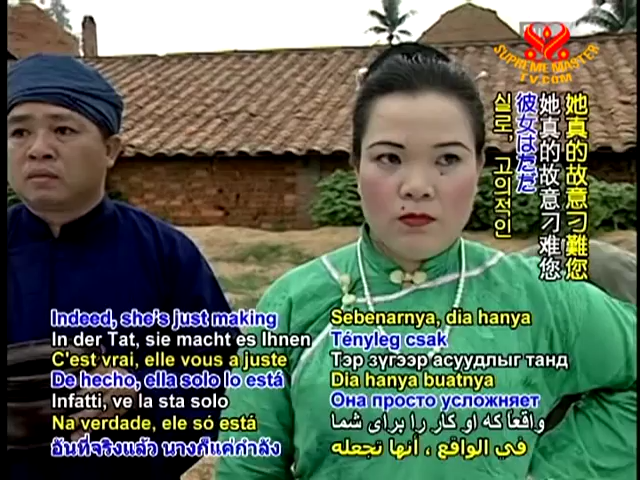 SUPREME MASTER
TV.COM
她真的故意刁難您
她真的故意刁难您
彼女はただ
실로, 고의적인
Indeed, she's just making
In der Tat, sie macht es Ihnen
C'est vrai, elle vous a juste
De hecho, ella solo lo está
Infatti, ve la sta solo
Na verdade, ele só está
อันที่จริงแล้ว นางก็แค่กำลัง
Sebenarnya, dia hanya
Tényleg csak
Тэр зүгээр асуудлыг танд
Dia hanya buatnya
Она просто усложняет
واقعاً که او کار را برای شما
في الواقع ، أنها تجعله